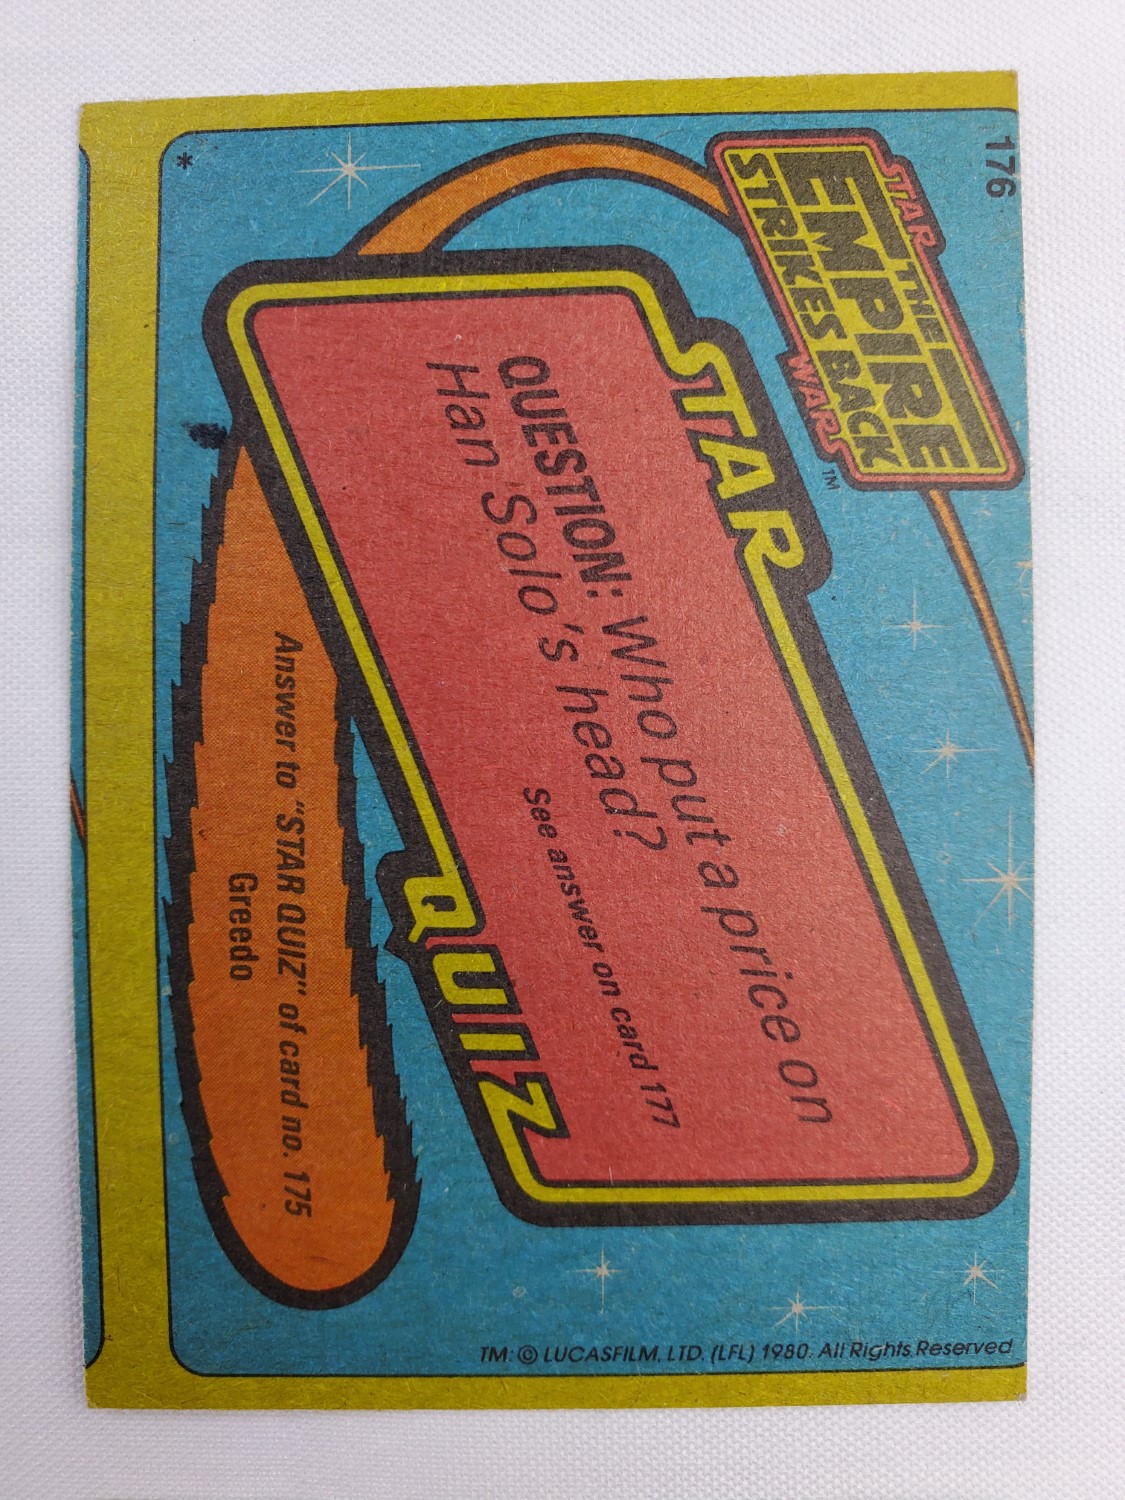 176
STAR
THE
EMPIRE
STRIKES BACK
WARS
TM
STAR
QUESTION: Who put a price on
Han Solo's head?
See answer on card 177
QUIZ
Answer to "STAR QUIZ" of card no. 175
Greedo
*
TM: © LUCASFILM, LTD. (LFL) 1980. All Rights Reserved